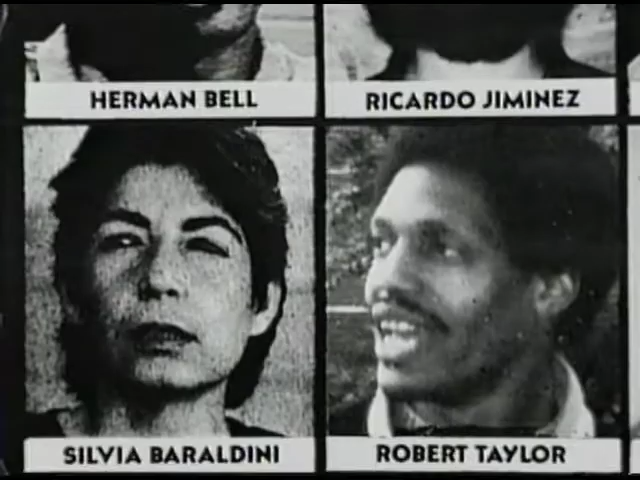 HERMAN BELL
RICARDO JIMINEZ
SILVIA BARALDINI
ROBERT TAYLOR